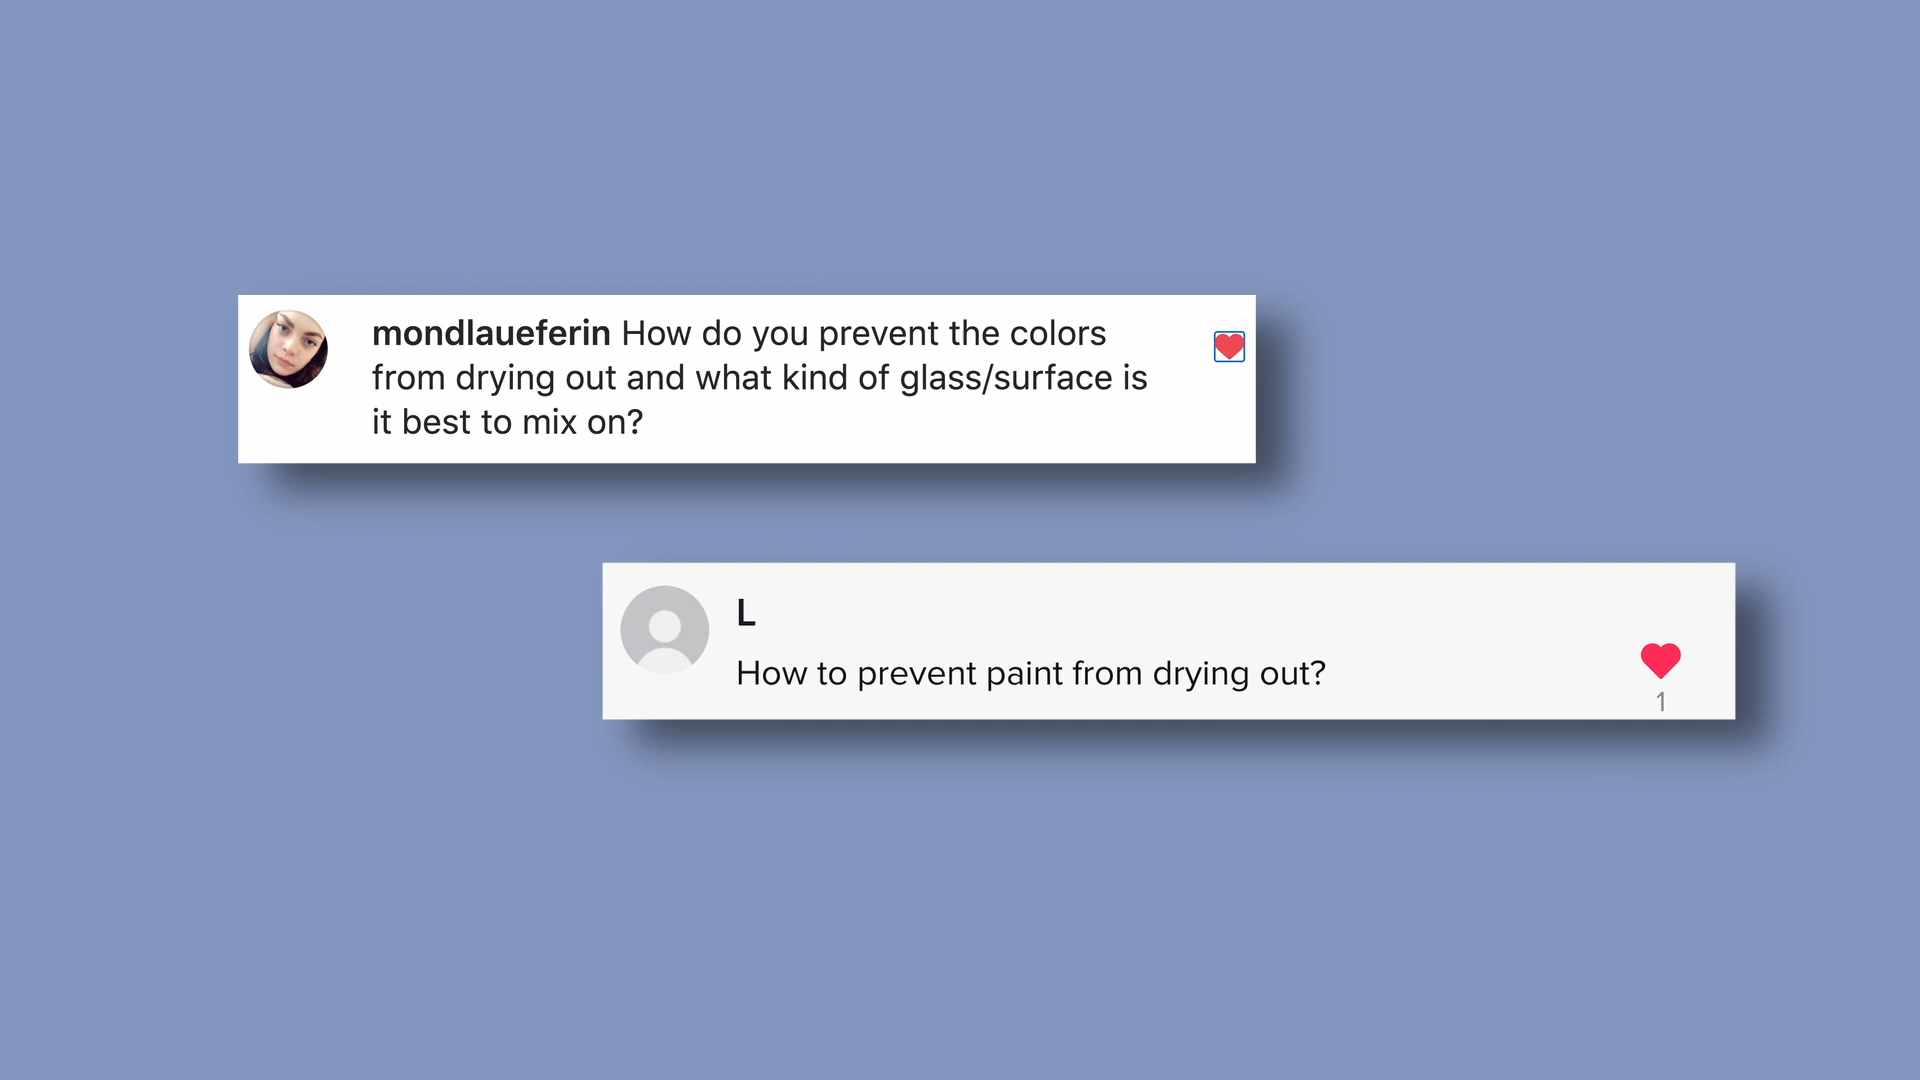 mondlaueferin How do you prevent the colors
from drying out and what kind of glass/surface is
it best to mix on?
L
How to prevent paint from drying out?
1